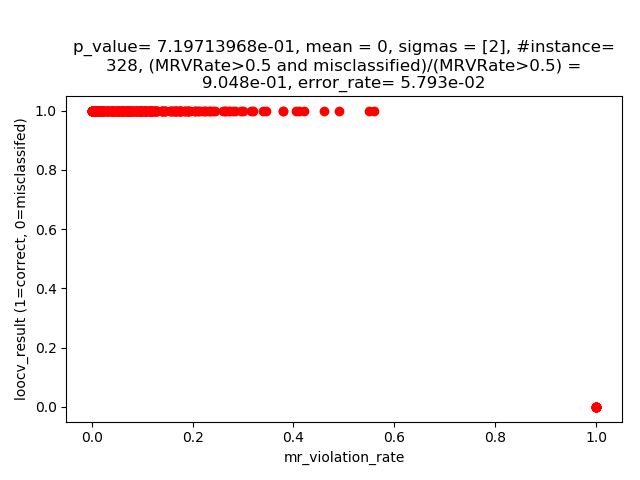 p_value= 7.19713968e-01, mean = 0, sigmas = [2], #instance=
328, (MRVRate>0.5 and misclassified)/(MRVRate>0.5) =
9.048e-01, error_rate= 5.793e-02
1.0
0.8
0.6
0.4
0.2
0.0
loocv_result (1=correct, 0=misclassifed)
0.0 0.2 0.4 0.6 0.8 1.0
mr_violation_rate